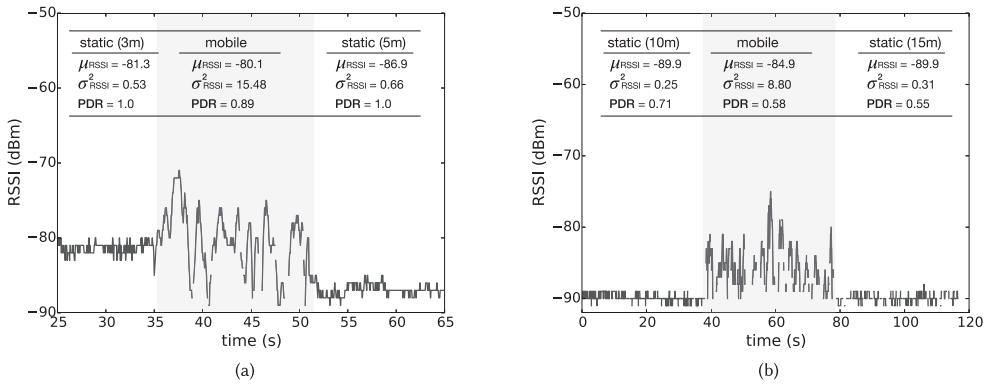 static (3m) mobile static (5m)
μRSSI = -81.3 μRSSI = -80.1 μRSSI = -86.9
σ²RSSI = 0.53 σ²RSSI = 15.48 σ²RSSI = 0.66
PDR = 1.0 PDR = 0.89 PDR = 1.0
RSSI (dBm)
−50
−60
−70
−80
−90
25 30 35 40 45 50 55 60 65
time (s)
(a)
static (10m) mobile static (15m)
μRSSI = -89.9 μRSSI = -84.9 μRSSI = -89.9
σ²RSSI = 0.25 σ²RSSI = 8.80 σ²RSSI = 0.31
PDR = 0.71 PDR = 0.58 PDR = 0.55
RSSI (dBm)
−50
−60
−70
−80
−90
0 20 40 60 80 100 120
time (s)
(b)